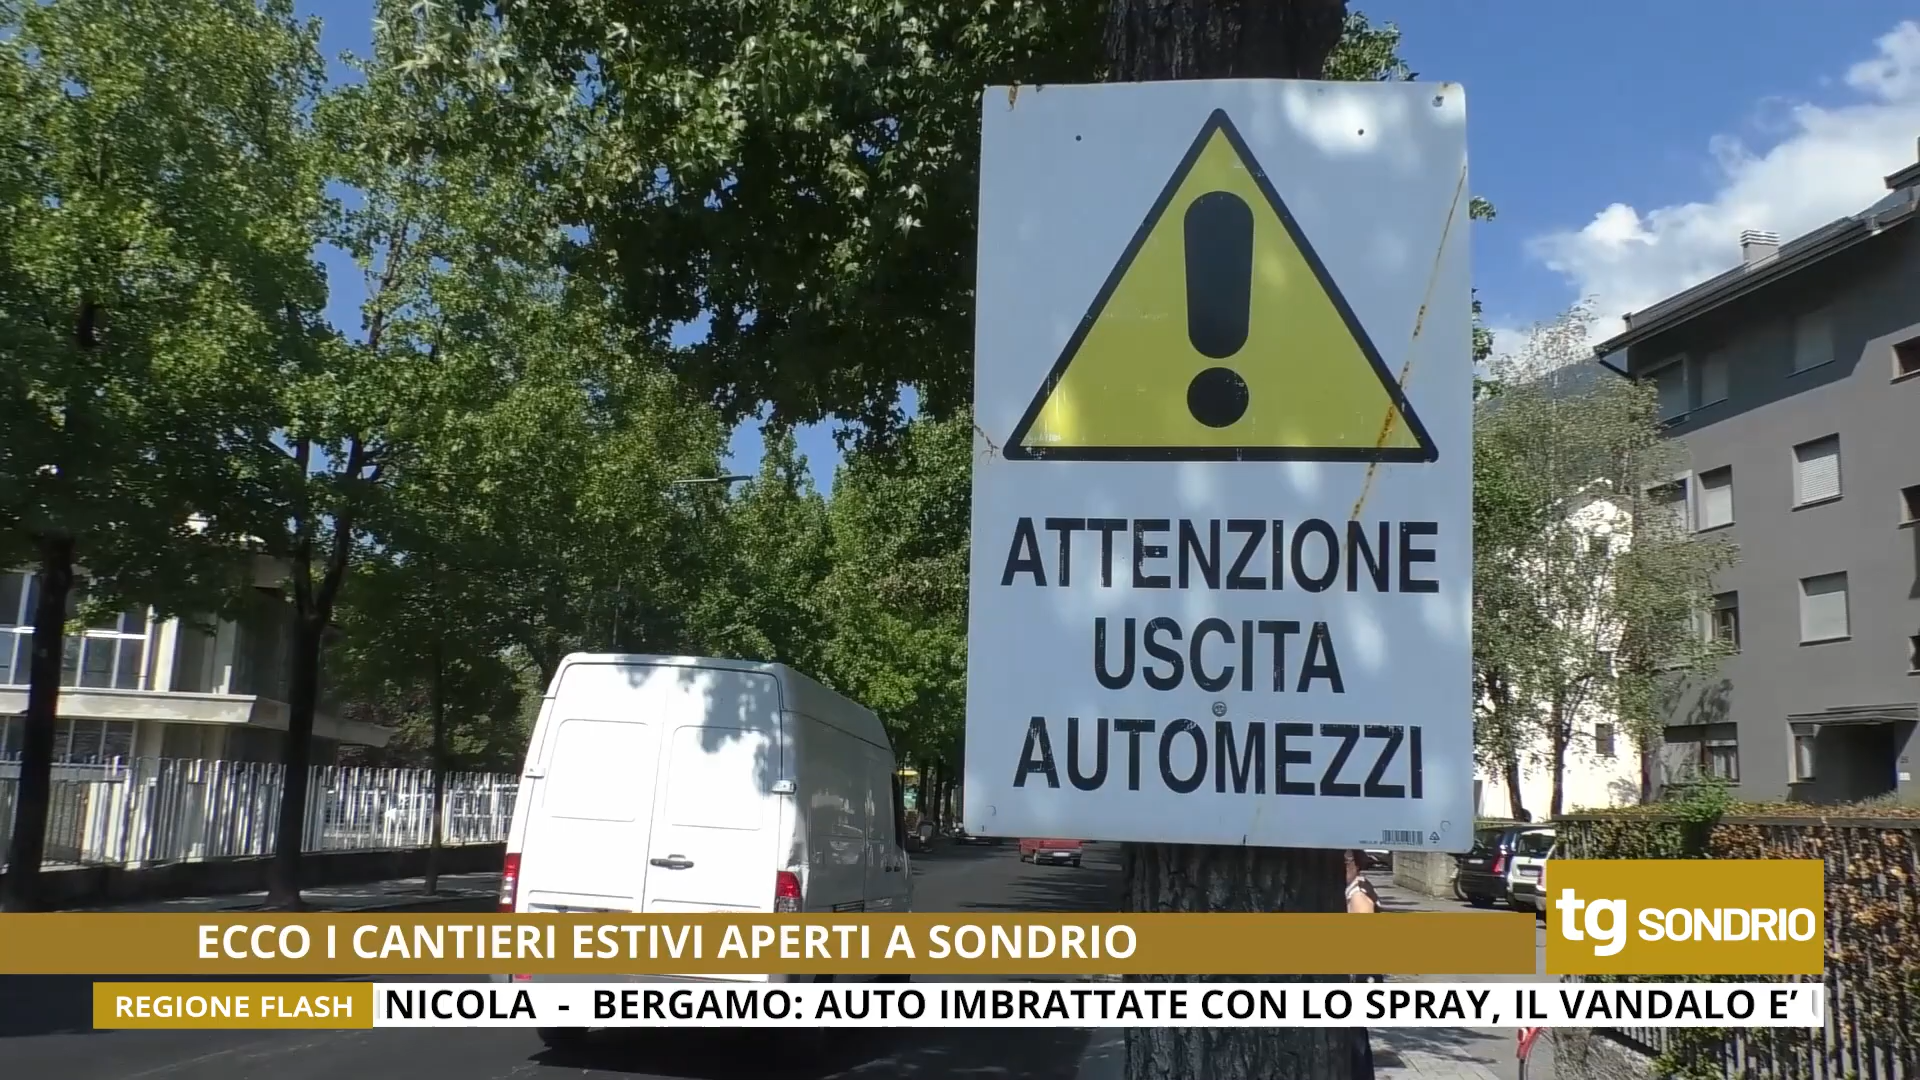 ATTENZIONE
USCITA
AUTOMEZZI
ECCO I CANTIERI ESTIVI APERTI A SONDRIO
tg SONDRIO
REGIONE FLASH
NICOLA - BERGAMO: AUTO IMBRATTATE CON LO SPRAY, IL VANDALO E’